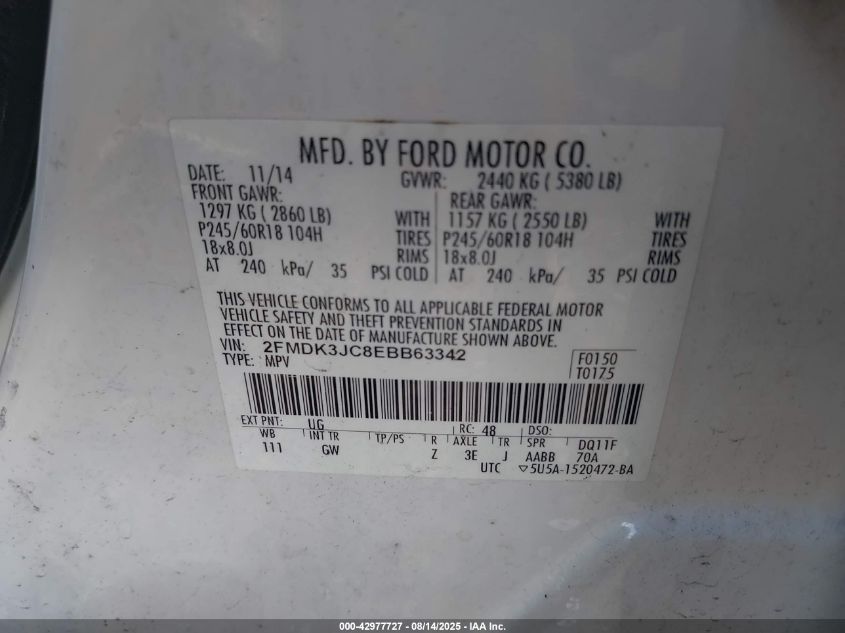 MFD. BY FORD MOTOR CO.
DATE: 11/14 GVWR: 2440 KG ( 5380 LB)
FRONT GAWR: REAR GAWR:
1297 KG ( 2860 LB) WITH 1157 KG ( 2550 LB) WITH
P245/60R18 104H TIRES P245/60R18 104H TIRES
18x8.0J RIMS 18x8.0J RIMS
AT 240 kPa/ 35 PSI COLD AT 240 kPa/ 35 PSI COLD
THIS VEHICLE CONFORMS TO ALL APPLICABLE FEDERAL MOTOR
VEHICLE SAFETY AND THEFT PREVENTION STANDARDS IN
EFFECT ON THE DATE OF MANUFACTURE SHOWN ABOVE.
VIN: 2FMDK3JC8EBB63342 F0150
TYPE: MPV T0175
EXT PNT: UG RC: 48 DSO:
WB INT TR TP/PS R AXLE TR SPR DQ11F
111 GW Z 3E J AABB 70A
UTC ▽5U5A-1520472-BA
000-42977727 - 08/14/2025 - IAA Inc.